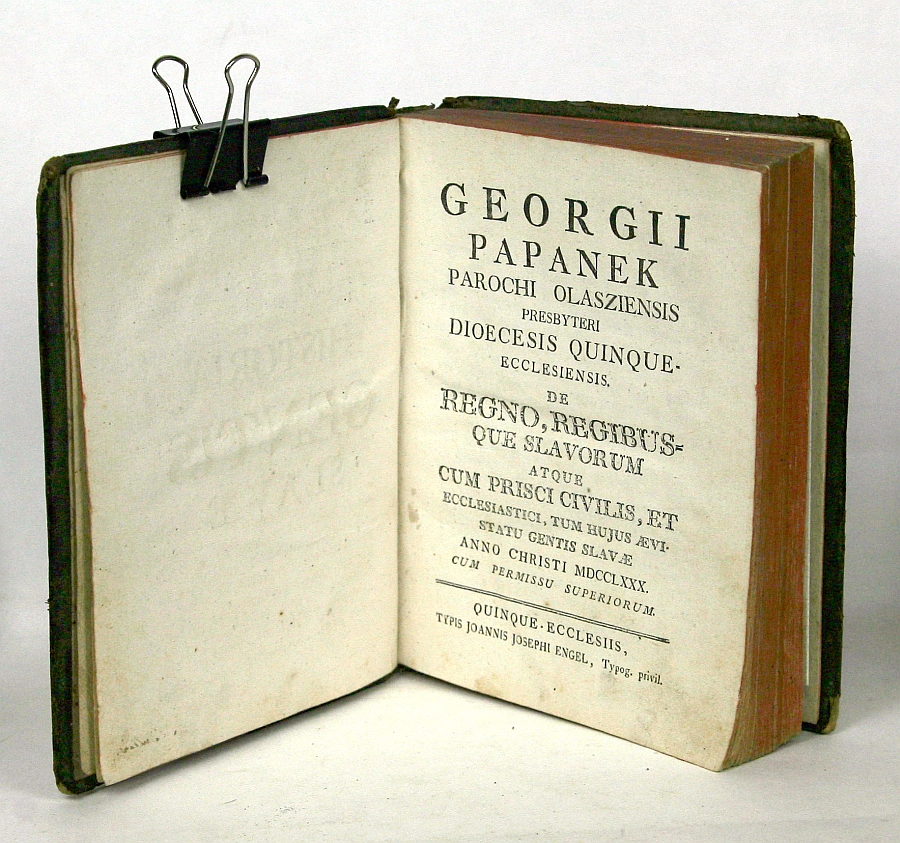 GEORGII
PAPANEK
PAROCHI OLASZIENSIS
PRESBYTERI
DIOECESIS QUINQUE-
ECCLESIENSIS.
DE
REGNO, REGIBUS-
QUE SLAVORUM
ATQUE
CUM PRISCI CIVILIS, ET
ECCLESIASTICI, TUM HUJUS ÆVI-
STATU GENTIS SLAVÆ
ANNO CHRISTI MDCCLXXX.
CUM PERMISSU SUPERIORUM.
QUINQUE-ECCLESIIS,
TYPIS JOANNIS JOSEPHI ENGEL, Typog. privil.